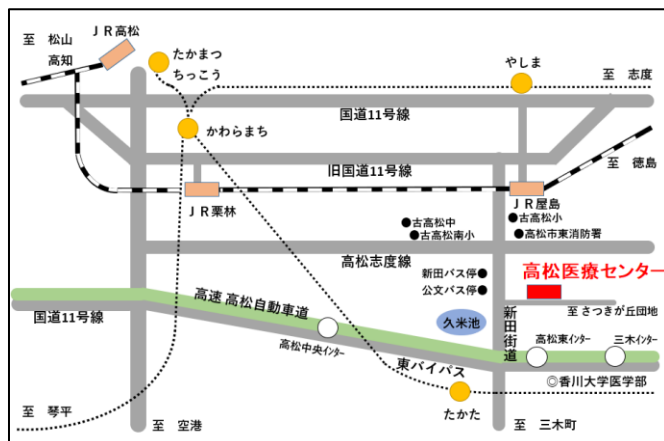 至 松山
高知
ＪＲ高松
たかまつ
ちっこう
やしま
至 志度
国道11号線
かわらまち
旧国道11号線
至 徳島
ＪＲ栗林
ＪＲ屋島
●古高松中
●古高松南小
●古高松小
●高松市東消防署
高松志度線
新田バス停●
公文バス停●
高松医療センター
至 さつきが丘団地
国道11号線
高速 高松自動車道
高松中央インター
久米池
新田街道
高松東インター
三木インター
東バイパス
◎香川大学医学部
たかた
至 琴平
至 空港
至 三木町